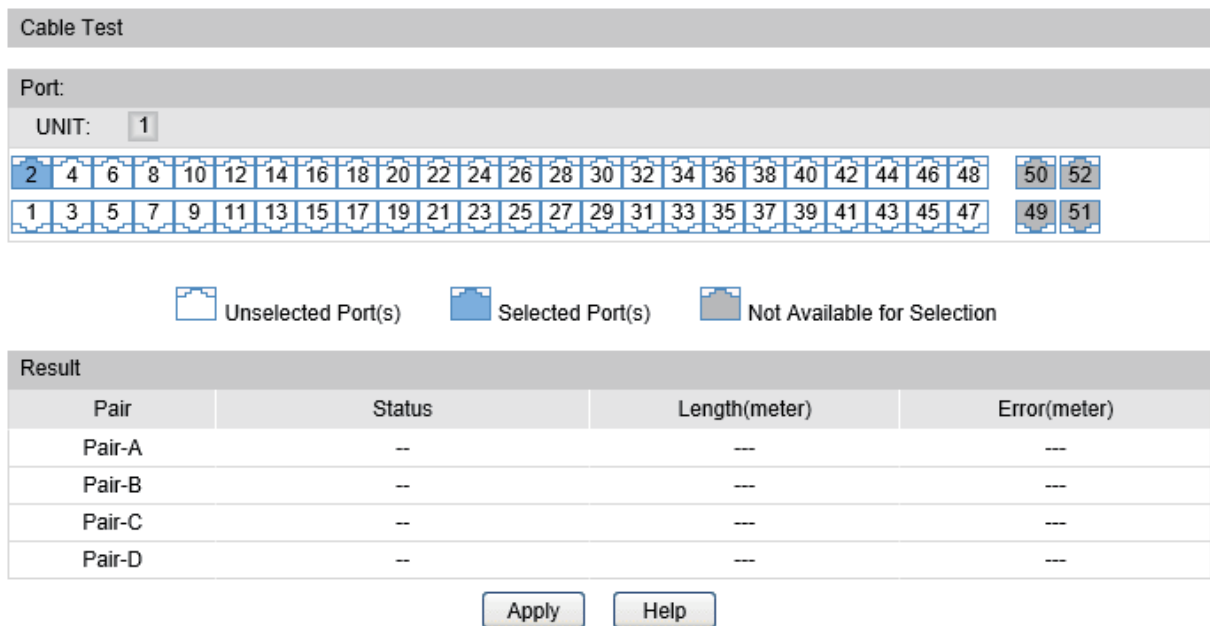 Cable Test
Port:
UNIT: 1
2 4 6 8 10 12 14 16 18 20 22 24 26 28 30 32 34 36 38 40 42 44 46 48 50 52
1 3 5 7 9 11 13 15 17 19 21 23 25 27 29 31 33 35 37 39 41 43 45 47 49 51
Unselected Port(s) Selected Port(s) Not Available for Selection
Result
Pair Status Length(meter) Error(meter)
Pair-A -- --- ---
Pair-B -- --- ---
Pair-C -- --- ---
Pair-D -- --- ---
Apply Help